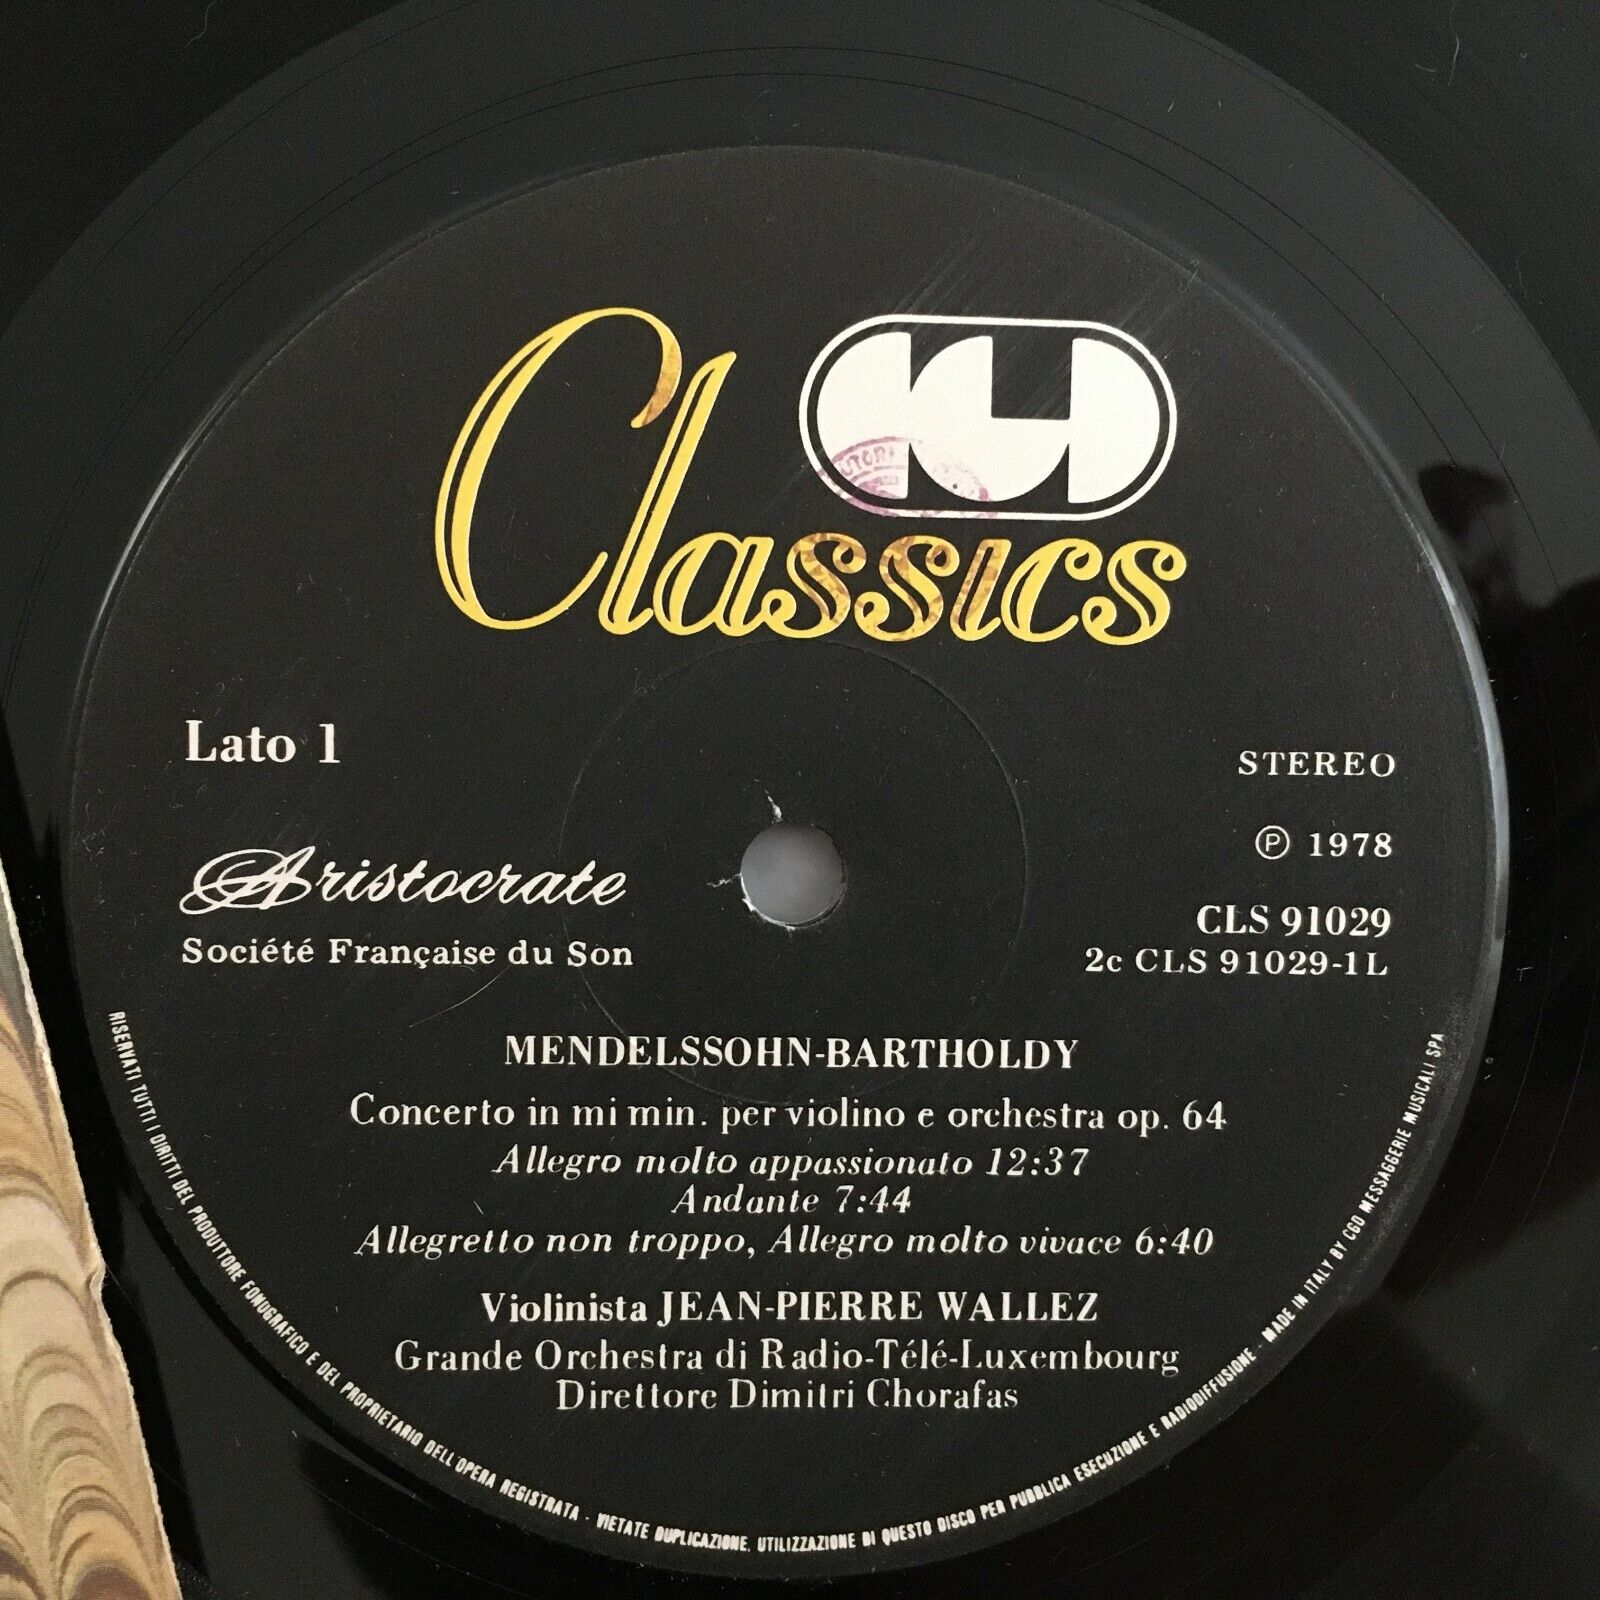 Classics
Lato 1
STEREO
Ⓟ 1978
Aristocrate
Société Française du Son
CLS 91029
2c CLS 91029-1L
MENDELSSOHN-BARTHOLDY
Concerto in mi min. per violino e orchestra op. 64
Allegro molto appassionato 12:37
Andante 7:44
Allegretto non troppo, Allegro molto vivace 6:40
Violinista JEAN-PIERRE WALLEZ
Grande Orchestra di Radio-Télé-Luxembourg
Direttore Dimitri Chorafas
RISERVATI TUTTI I DIRITTI DEL PRODUTTORE FONOGRAFICO E DEL PROPRIETARIO DELL'OPERA REGISTRATA - VIETATE DUPLICAZIONE, UTILIZZAZIONE DI QUESTO DISCO PER PUBBLICA ESECUZIONE E RADIODIFFUSIONE - MADE IN ITALY BY CGD MESSAGGERIE MUSICALI SPA